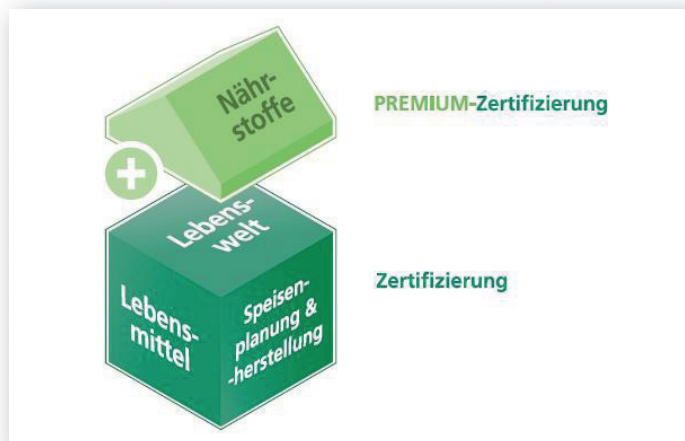 Nähr-
stoffe
PREMIUM-Zertifizierung
+
Lebens-
welt
Zertifizierung
Lebens-
mittel
Speisen-
planung &
-herstellung